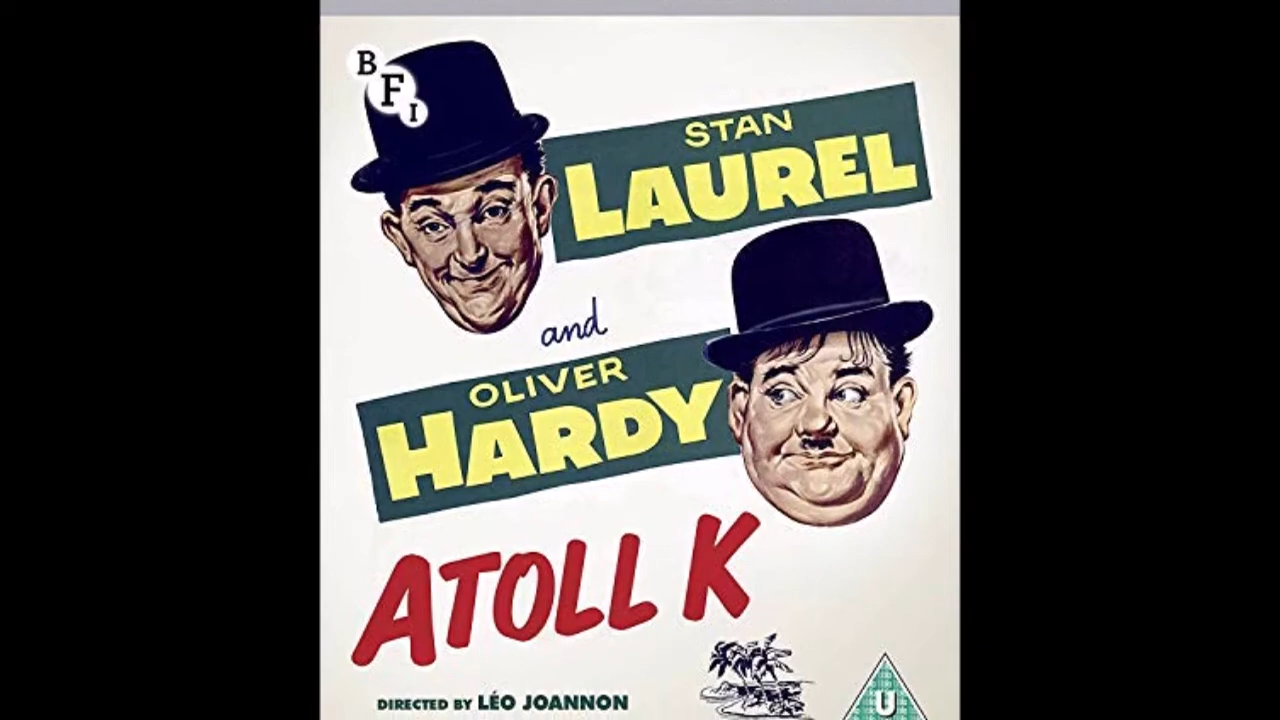 BFI
STAN
LAUREL
and
OLIVER
HARDY
ATOLL K
DIRECTED BY LÉO JOANNON
U